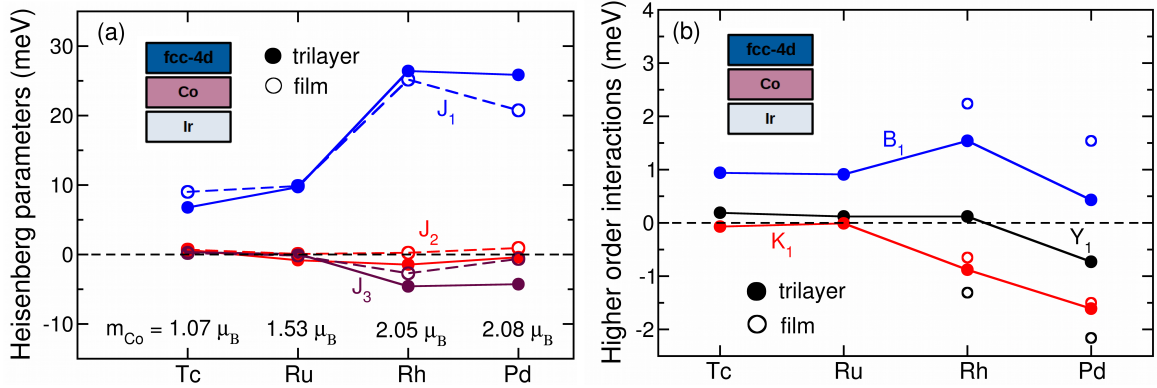 Heisenberg parameters (meV)
30
20
10
0
-10
(a)
fcc-4d
Co
Ir
trilayer
film
J1
J2
J3
mCo = 1.07 μB 1.53 μB 2.05 μB 2.08 μB
Tc Ru Rh Pd
Higher order interactions (meV)
4
3
2
1
0
-1
-2
(b)
fcc-4d
Co
Ir
B1
Y1
K1
trilayer
film
Tc Ru Rh Pd